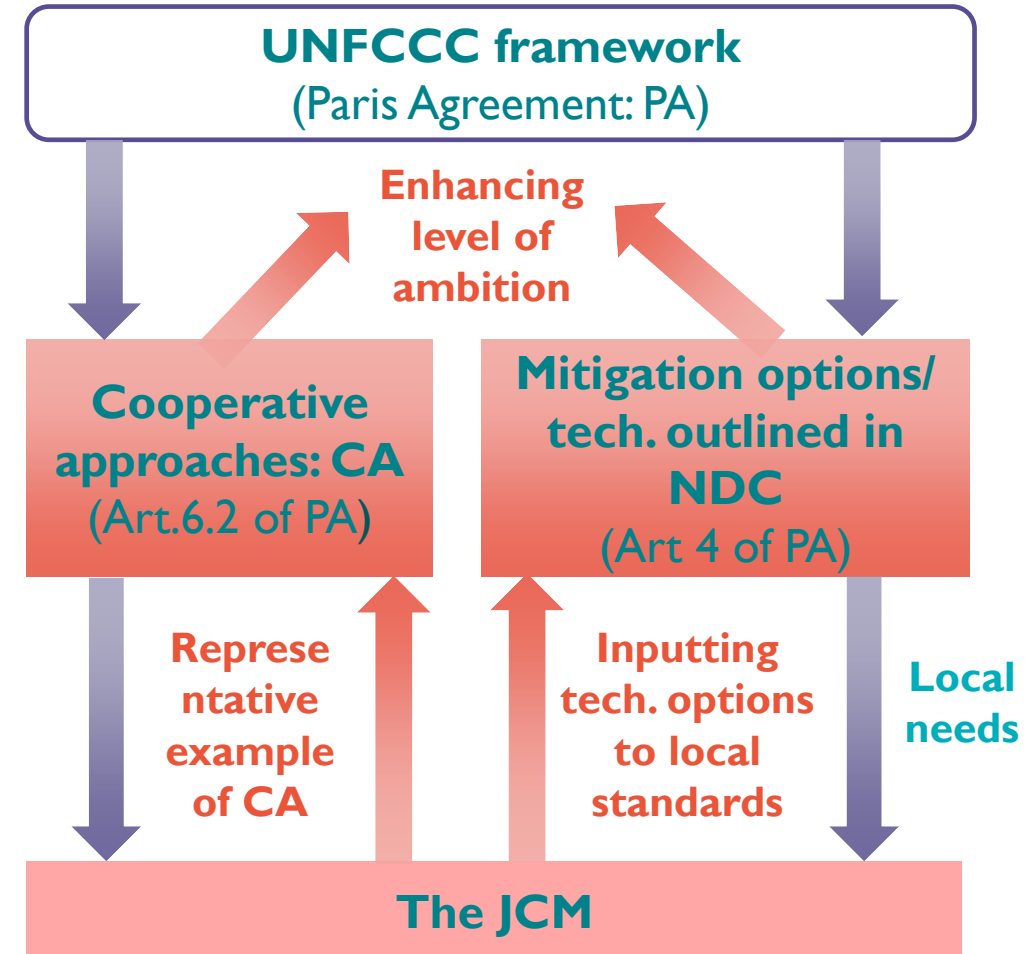 UNFCCC framework
(Paris Agreement: PA)
Enhancing
level of
ambition
Cooperative
approaches: CA
(Art.6.2 of PA)
Mitigation options/
tech. outlined in
NDC
(Art 4 of PA)
Represe
ntative
example
of CA
Inputting
tech. options
to local
standards
Local
needs
The JCM